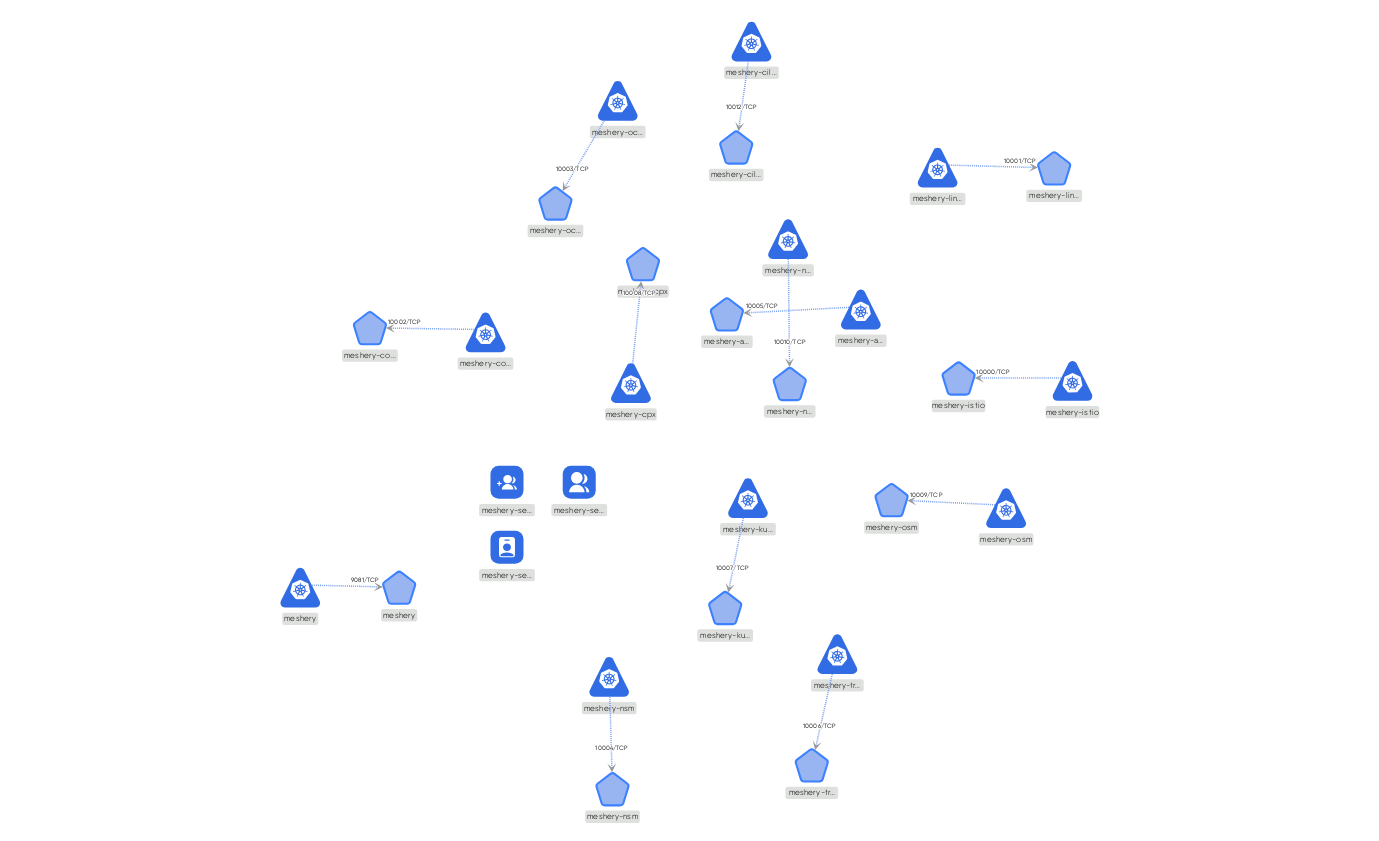 meshery-cil...
10012/TCP
meshery-cil...
meshery-oc...
10003/TCP
meshery-oc...
10001/TCP
meshery-lin...
meshery-lin...
meshery-n...
10008/TCP
10005/TCP
meshery-a...
meshery-a...
10010/TCP
meshery-n...
10002/TCP
meshery-co...
meshery-co...
meshery-cpx
10000/TCP
meshery-istio
meshery-istio
meshery-se...
meshery-se...
meshery-se...
meshery-ku...
10007/TCP
meshery-ku...
10009/TCP
meshery-osm
meshery-osm
9081/TCP
meshery
meshery
meshery-nsm
10004/TCP
meshery-nsm
meshery-tr...
10006/TCP
meshery-tr...